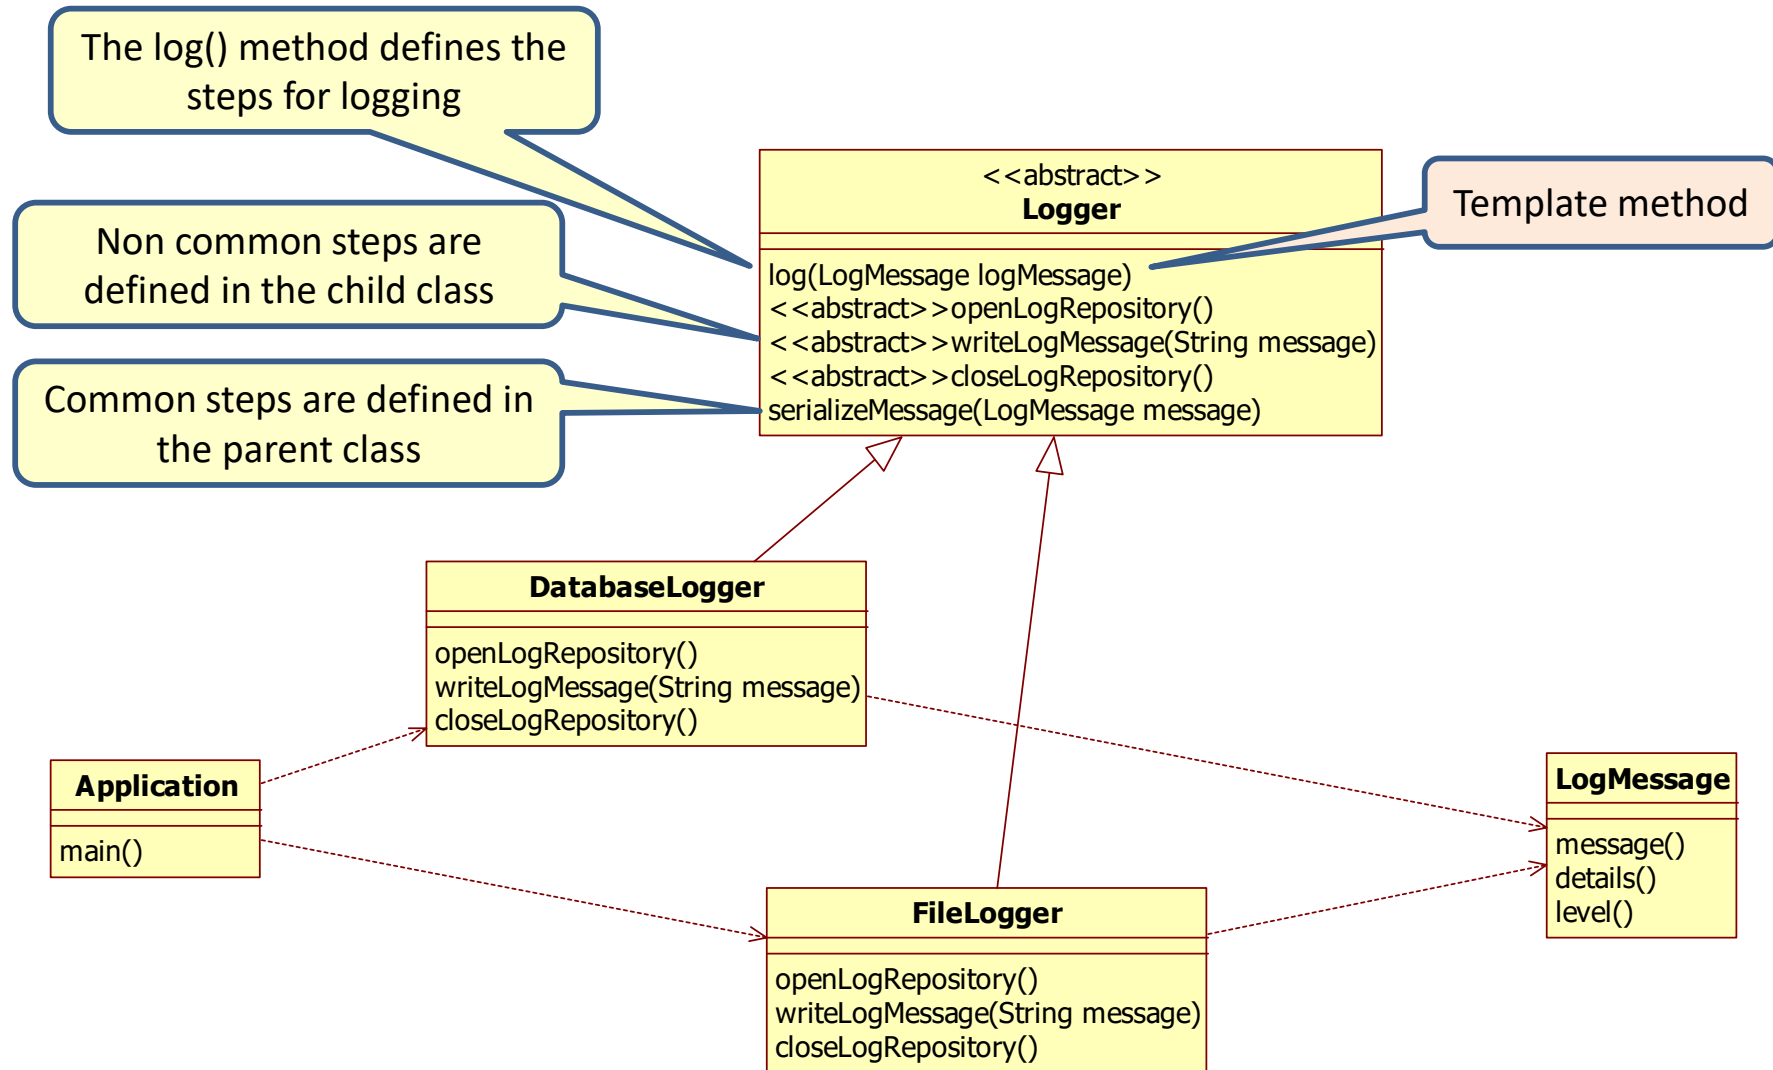 The log() method defines the
steps for logging
Non common steps are
defined in the child class
Common steps are defined in
the parent class
<<abstract>>
Logger
log(LogMessage logMessage)
<<abstract>>openLogRepository()
<<abstract>>writeLogMessage(String message)
<<abstract>>closeLogRepository()
serializeMessage(LogMessage message)
Template method
DatabaseLogger
openLogRepository()
writeLogMessage(String message)
closeLogRepository()
Application
main()
LogMessage
message()
details()
level()
FileLogger
openLogRepository()
writeLogMessage(String message)
closeLogRepository()